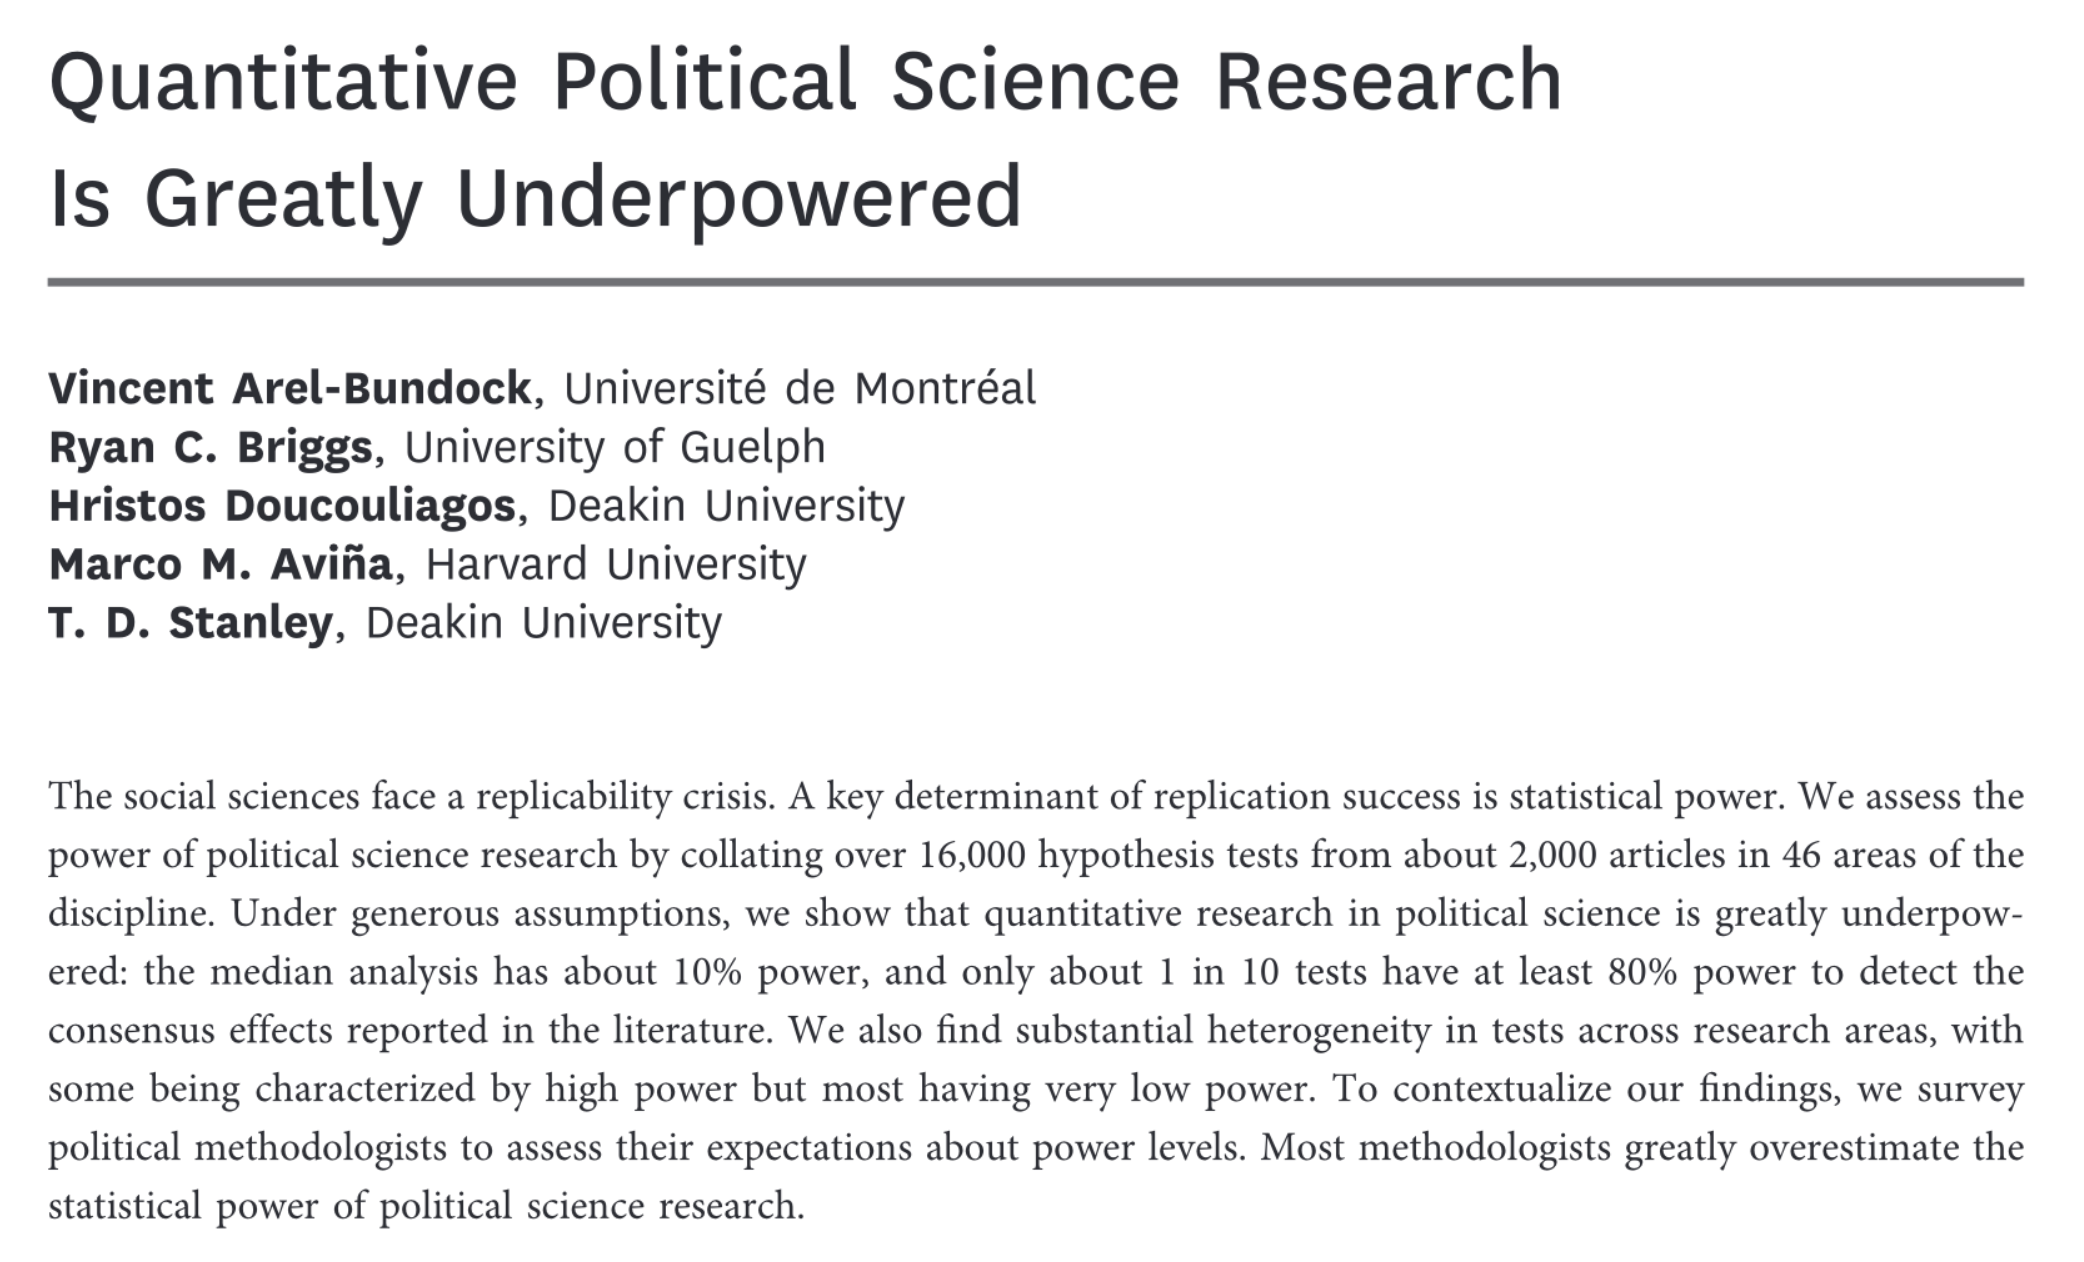 Quantitative Political Science Research
Is Greatly Underpowered
Vincent Arel-Bundock, Université de Montréal
Ryan C. Briggs, University of Guelph
Hristos Doucouliagos, Deakin University
Marco M. Aviña, Harvard University
T. D. Stanley, Deakin University
The social sciences face a replicability crisis. A key determinant of replication success is statistical power. We assess the
power of political science research by collating over 16,000 hypothesis tests from about 2,000 articles in 46 areas of the
discipline. Under generous assumptions, we show that quantitative research in political science is greatly underpow-
ered: the median analysis has about 10% power, and only about 1 in 10 tests have at least 80% power to detect the
consensus effects reported in the literature. We also find substantial heterogeneity in tests across research areas, with
some being characterized by high power but most having very low power. To contextualize our findings, we survey
political methodologists to assess their expectations about power levels. Most methodologists greatly overestimate the
statistical power of political science research.